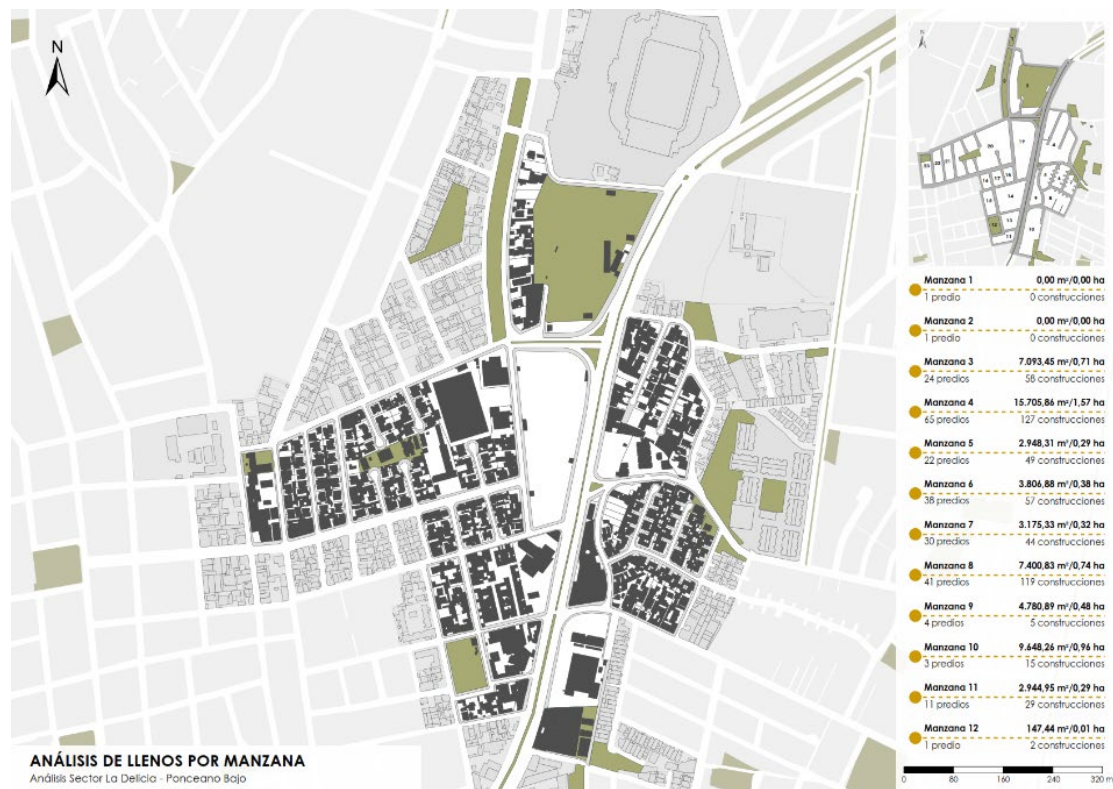 N
Manzana 1 0,00 m²/0,00 ha
1 predio 0 construcciones
Manzana 2 0,00 m²/0,00 ha
1 predio 0 construcciones
Manzana 3 7.093,45 m²/0,71 ha
24 predios 58 construcciones
Manzana 4 15.705,86 m²/1,57 ha
65 predios 127 construcciones
Manzana 5 2.948,31 m²/0,29 ha
22 predios 49 construcciones
Manzana 6 3.806,88 m²/0,38 ha
38 predios 57 construcciones
Manzana 7 3.175,33 m²/0,32 ha
30 predios 44 construcciones
Manzana 8 7.400,83 m²/0,74 ha
41 predios 119 construcciones
Manzana 9 4.780,89 m²/0,48 ha
4 predios 5 construcciones
Manzana 10 9.648,26 m²/0,96 ha
3 predios 15 construcciones
Manzana 11 2.944,95 m²/0,29 ha
11 predios 29 construcciones
Manzana 12 147,44 m²/0,01 ha
1 predio 2 construcciones
0 80 160 240 320 m
ANÁLISIS DE LLENOS POR MANZANA
Análisis Sector La Delicia - Ponceano Bajo